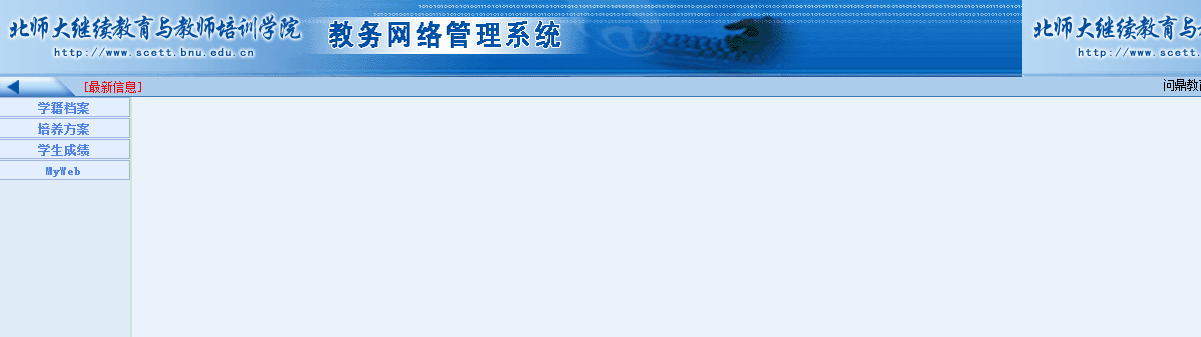 北师大继续教育与教师培训学院
http://www.scett.bnu.edu.cn
教务网络管理系统
北师大继续教育与
http://www.scett.
[最新信息]
问鼎教育
学籍档案
培养方案
学生成绩
MyWeb